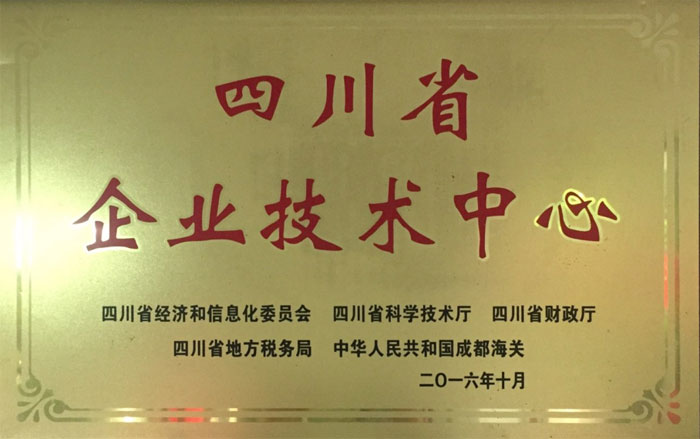 四川省
企业技术中心
四川省经济和信息化委员会 四川省科学技术厅 四川省财政厅
四川省地方税务局 中华人民共和国成都海关
二〇一六年十月